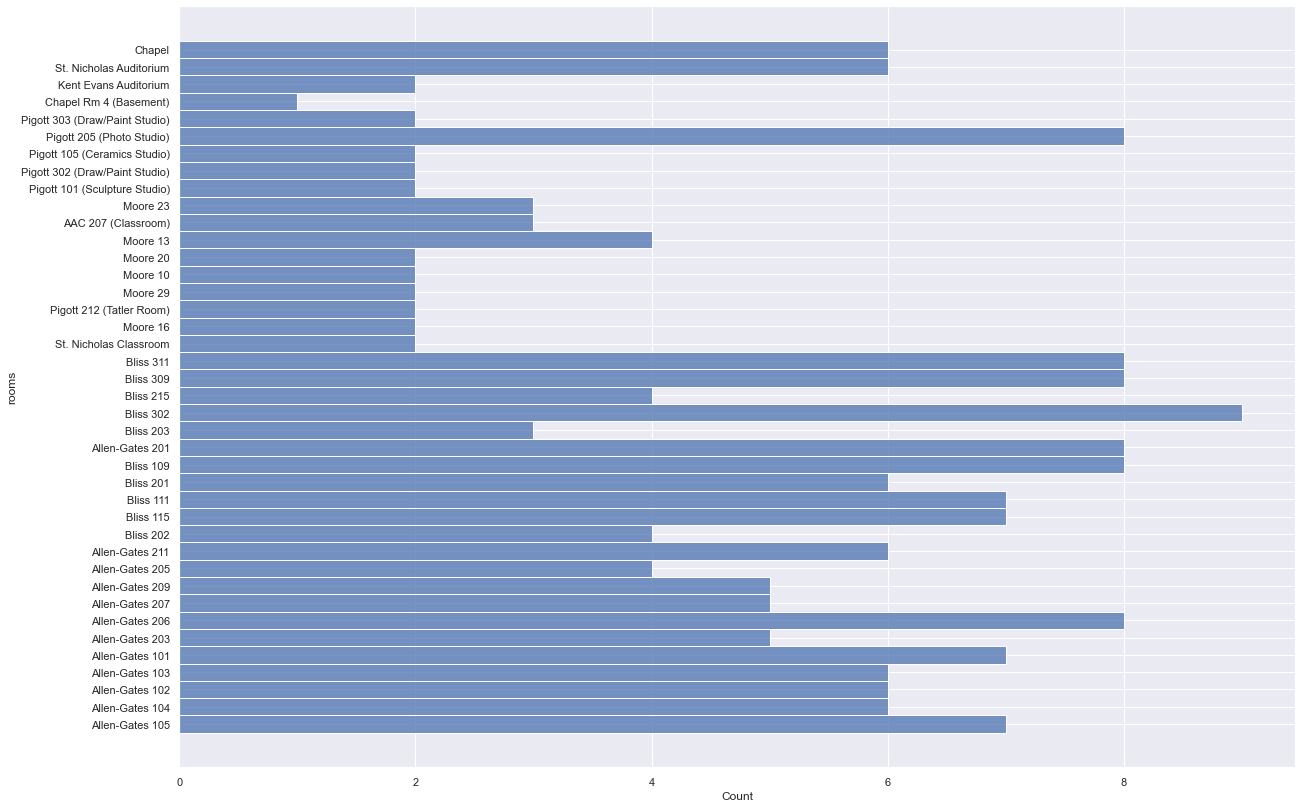 Chapel
St. Nicholas Auditorium
Kent Evans Auditorium
Chapel Rm 4 (Basement)
Pigott 303 (Draw/Paint Studio)
Pigott 205 (Photo Studio)
Pigott 105 (Ceramics Studio)
Pigott 302 (Draw/Paint Studio)
Pigott 101 (Sculpture Studio)
Moore 23
AAC 207 (Classroom)
Moore 13
Moore 20
Moore 10
Moore 29
Pigott 212 (Tatler Room)
Moore 16
St. Nicholas Classroom
Bliss 311
Bliss 309
rooms
Bliss 215
Bliss 302
Bliss 203
Allen-Gates 201
Bliss 109
Bliss 201
Bliss 111
Bliss 115
Bliss 202
Allen-Gates 211
Allen-Gates 205
Allen-Gates 209
Allen-Gates 207
Allen-Gates 206
Allen-Gates 203
Allen-Gates 101
Allen-Gates 103
Allen-Gates 102
Allen-Gates 104
Allen-Gates 105
0 2 4 6 8
Count